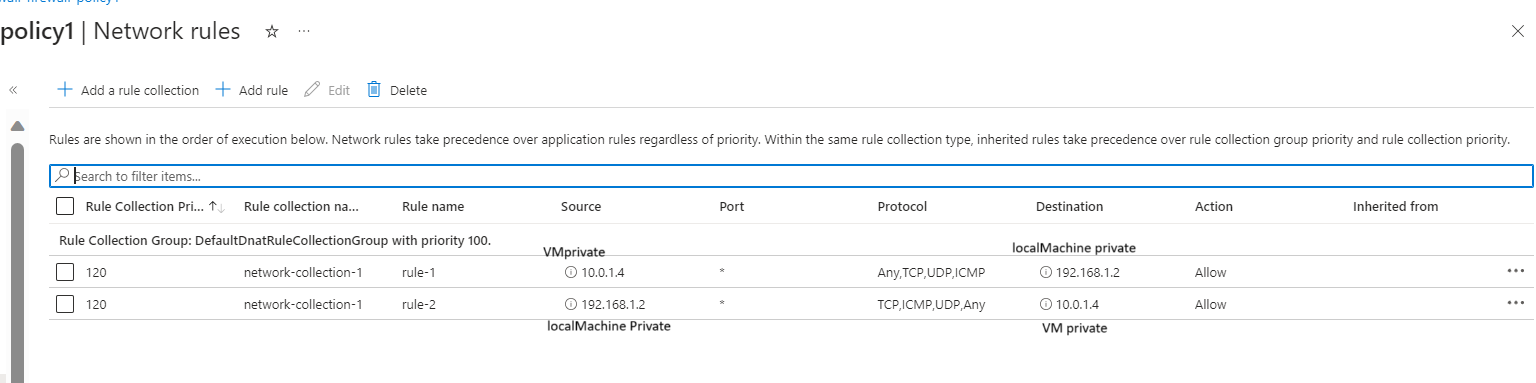 policy1 | Network rules
Add a rule collection Add rule Edit Delete
Rules are shown in the order of execution below. Network rules take precedence over application rules regardless of priority. Within the same rule collection type, inherited rules take precedence over rule collection group priority and rule collection priority.
Search to filter items...
Rule Collection Pri... Rule collection na... Rule name Source Port Protocol Destination Action Inherited from
Rule Collection Group: DefaultDnatRuleCollectionGroup with priority 100.
VMprivate localMachine private
120 network-collection-1 rule-1 10.0.1.4 * Any,TCP,UDP,ICMP 192.168.1.2 Allow
120 network-collection-1 rule-2 192.168.1.2 * TCP,ICMP,UDP,Any 10.0.1.4 Allow
localMachine Private VM private